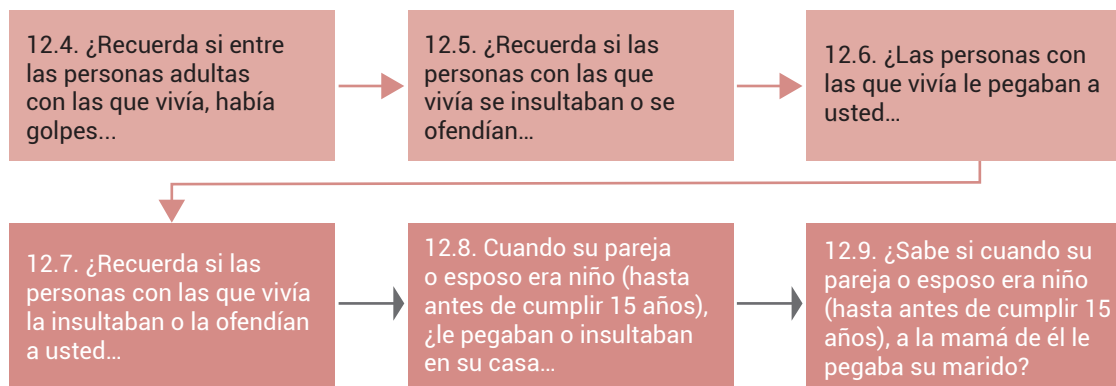 12.4. ¿Recuerda si entre
las personas adultas
con las que vivía, había
golpes...
12.5. ¿Recuerda si las
personas con las que
vivía se insultaban o se
ofendían…
12.6. ¿Las personas con
las que vivía le pegaban a
usted…
12.7. ¿Recuerda si las
personas con las que vivía
la insultaban o la ofendían
a usted…
12.8. Cuando su pareja
o esposo era niño (hasta
antes de cumplir 15 años),
¿le pegaban o insultaban
en su casa…
12.9. ¿Sabe si cuando su
pareja o esposo era niño
(hasta antes de cumplir 15
años), a la mamá de él le
pegaba su marido?